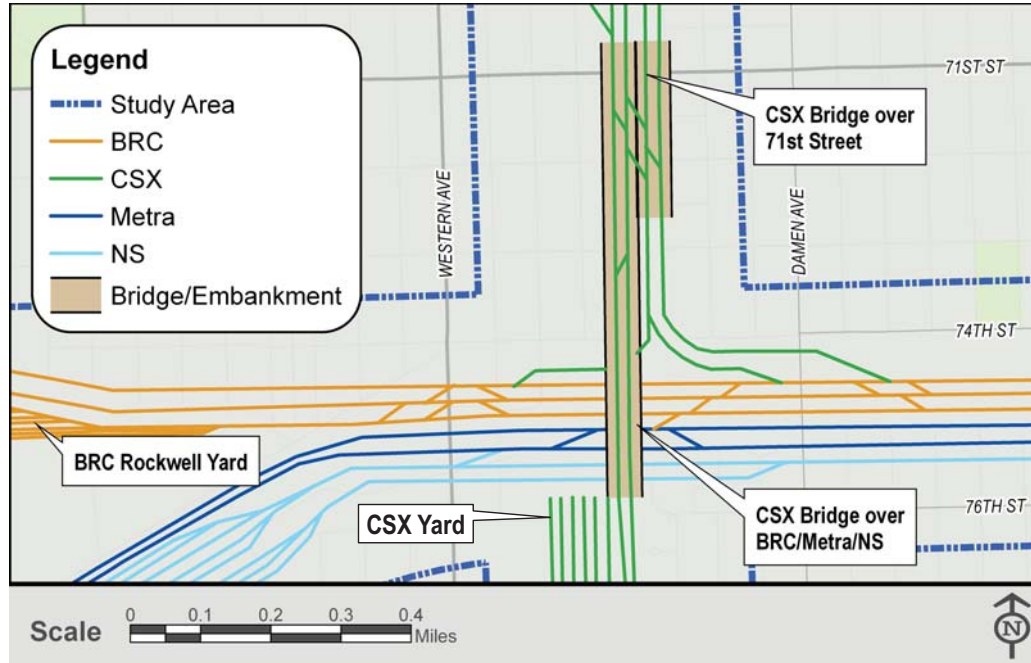 Legend
Study Area
BRC
CSX
Metra
NS
Bridge/Embankment
71ST ST
CSX Bridge over
71st Street
WESTERN AVE
DAMEN AVE
74TH ST
BRC Rockwell Yard
CSX Yard
CSX Bridge over
BRC/Metra/NS
76TH ST
Scale
0 0.1 0.2 0.3 0.4
Miles
N